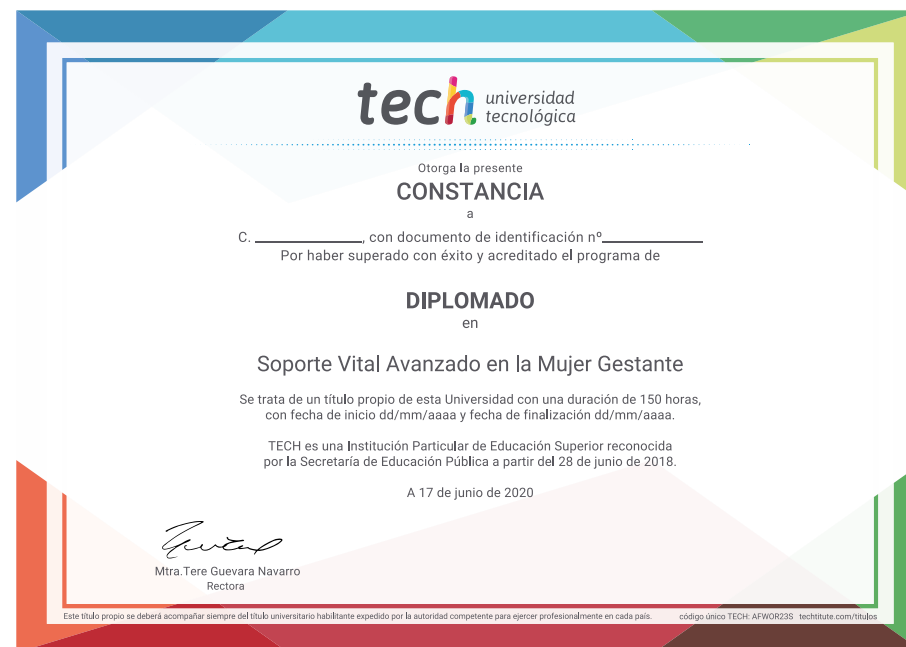 tech universidad
tecnológica
Otorga la presente
CONSTANCIA
a
C. ____________, con documento de identificación nº____________
Por haber superado con éxito y acreditado el programa de
DIPLOMADO
en
Soporte Vital Avanzado en la Mujer Gestante
Se trata de un título propio de esta Universidad con una duración de 150 horas,
con fecha de inicio dd/mm/aaaa y fecha de finalización dd/mm/aaaa.
TECH es una Institución Particular de Educación Superior reconocida
por la Secretaría de Educación Pública a partir del 28 de junio de 2018.
A 17 de junio de 2020
Mtra.Tere Guevara Navarro
Rectora
Este título propio se deberá acompañar siempre del título universitario habilitante expedido por la autoridad competente para ejercer profesionalmente en cada país. código único TECH: AFWOR23S techtitute.com/titulos